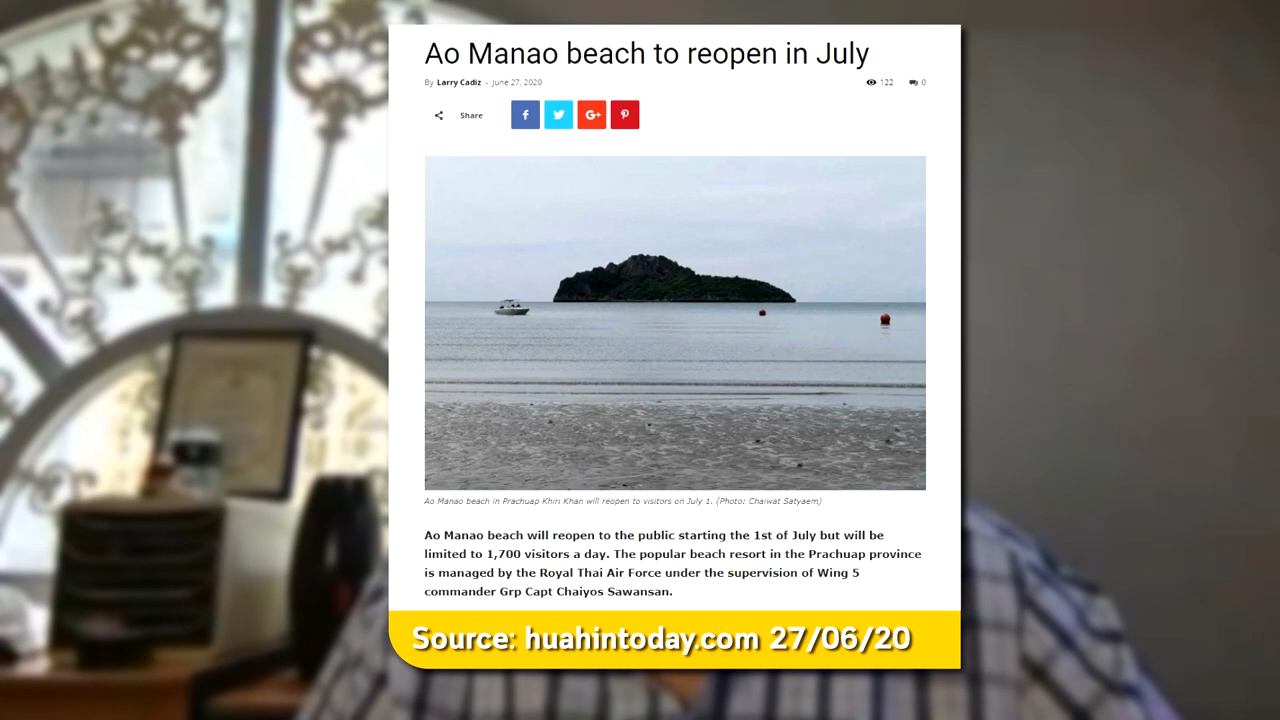 Ao Manao beach to reopen in July
By Larry Cadiz - June 27, 2020 122 0
Share
Ao Manao beach in Prachuap Khiri Khan will reopen to visitors on July 1. (Photo: Chaiwat Satyaem)
Ao Manao beach will reopen to the public starting the 1st of July but will be
limited to 1,700 visitors a day. The popular beach resort in the Prachuap province
is managed by the Royal Thai Air Force under the supervision of Wing 5
commander Grp Capt Chaiyos Sawansan.
Source: huahintoday.com 27/06/20